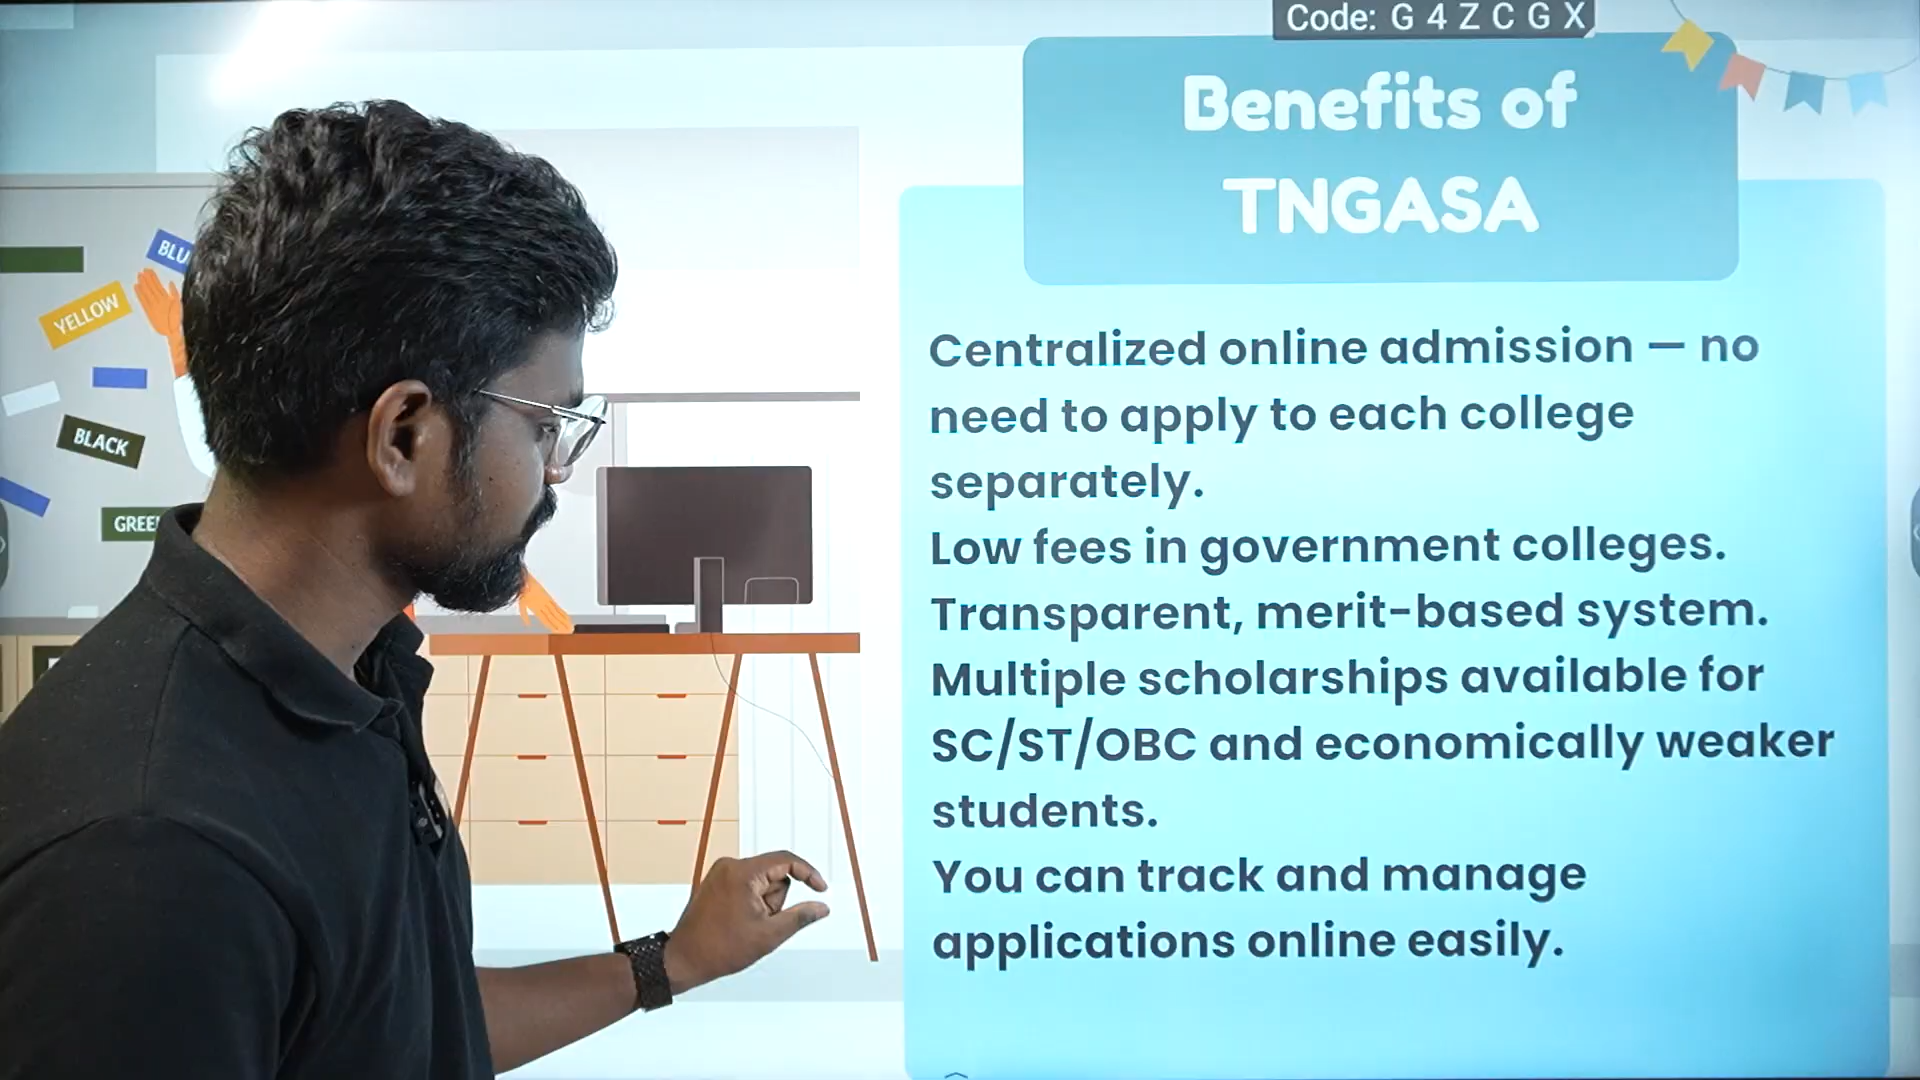 Code: G 4 Z C G X
Benefits of
TNGASA
Centralized online admission — no
need to apply to each college
separately.
Low fees in government colleges.
Transparent, merit-based system.
Multiple scholarships available for
SC/ST/OBC and economically weaker
students.
You can track and manage
applications online easily.
BLU
YELLOW
BLACK
GREE